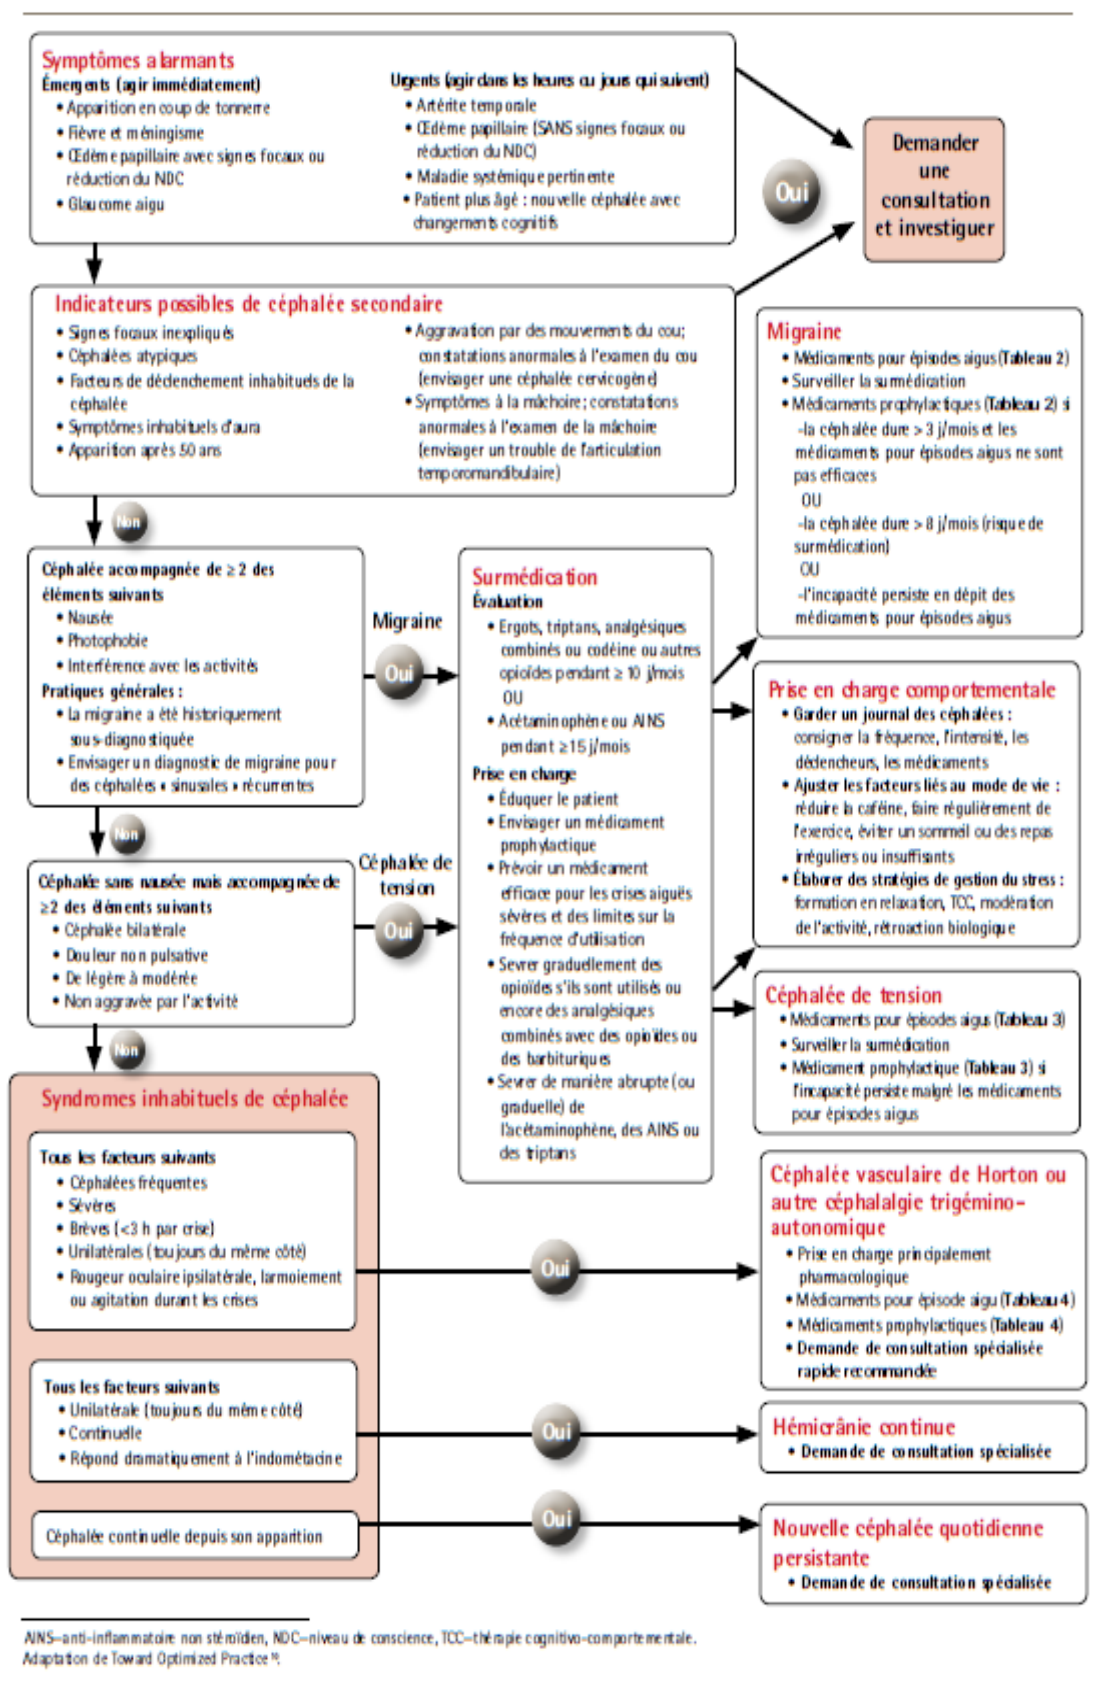 Symptômes alarmants
Émergents (agir immédiatement)
• Apparition en coup de tonnerre
• Fièvre et méningisme
• Œdème papillaire avec signes focaux ou
réduction du NDC
• Glaucome aigu
Urgents (agir dans les heures ou jours qui suivent)
• Artérite temporale
• Œdème papillaire (SANS signes focaux ou
réduction du NDC)
• Maladie systémique pertinente
• Patient plus âgé : nouvelle céphalée avec
changements cognitifs
Oui
Demander
une
consultation
et investiguer
Indicateurs possibles de céphalée secondaire
• Signes focaux inexpliqués
• Céphalées atypiques
• Facteurs de déclenchement inhabituels de la
céphalée
• Symptômes inhabituels d'aura
• Apparition après 50 ans
• Aggravation par des mouvements du cou;
constatations anormales à l'examen du cou
(envisager une céphalée cervicogène)
• Symptômes à la mâchoire; constatations
anormales à l'examen de la mâchoire
(envisager un trouble de l'articulation
temporomandibulaire)
Non
Céphalée accompagnée de ≥ 2 des
éléments suivants
• Nausée
• Photophobie
• Interférence avec les activités
Pratiques générales :
• La migraine a été historiquement
sous-diagnostiquée
• Envisager un diagnostic de migraine pour
des céphalées « sinusales » récurrentes
Migraine
Oui
Non
Céphalée sans nausée mais accompagnée de
≥2 des éléments suivants
• Céphalée bilatérale
• Douleur non pulsative
• De légère à modérée
• Non aggravée par l'activité
Céphalée de
tension
Oui
Non
Surmédication
Évaluation
• Ergots, triptans, analgésiques
combinés ou codéine ou autres
opioïdes pendant ≥ 10 j/mois
OU
• Acétaminophène ou AINS
pendant ≥15 j/mois
Prise en charge
• Éduquer le patient
• Envisager un médicament
prophylactique
• Prévoir un médicament
efficace pour les crises aiguës
sévères et des limites sur la
fréquence d'utilisation
• Sevrer graduellement des
opioïdes s'ils sont utilisés ou
encore des analgésiques
combinés avec des opioïdes ou
des barbituriques
• Sevrer de manière abrupte (ou
graduelle) de
l'acétaminophène, des AINS ou
des triptans
Migraine
• Médicaments pour épisodes aigus (Tableau 2)
• Surveiller la surmédication
• Médicaments prophylactiques (Tableau 2) si
-la céphalée dure > 3 j/mois et les
médicaments pour épisodes aigus ne sont
pas efficaces
OU
-la céphalée dure > 8 j/mois (risque de
surmédication)
OU
-l'incapacité persiste en dépit des
médicaments pour épisodes aigus
Prise en charge comportementale
• Garder un journal des céphalées :
consigner la fréquence, l'intensité, les
déclencheurs, les médicaments
• Ajuster les facteurs liés au mode de vie :
réduire la caféine, faire régulièrement de
l'exercice, éviter un sommeil ou des repas
irréguliers ou insuffisants
• Élaborer des stratégies de gestion du stress :
formation en relaxation, TCC, modération
de l'activité, rétroaction biologique
Céphalée de tension
• Médicaments pour épisodes aigus (Tableau 3)
• Surveiller la surmédication
• Médicament prophylactique (Tableau 3) si
l'incapacité persiste malgré les médicaments
pour épisodes aigus
Syndromes inhabituels de céphalée
Tous les facteurs suivants
• Céphalées fréquentes
• Sévères
• Brèves (<3 h par crise)
• Unilatérales (toujours du même côté)
• Rougeur oculaire ipsilatérale, larmoiement
ou agitation durant les crises
Oui
Céphalée vasculaire de Horton ou
autre céphalalgie trigémino-
autonomique
• Prise en charge principalement
pharmacologique
• Médicaments pour épisode aigu (Tableau 4)
• Médicaments prophylactiques (Tableau 4)
• Demande de consultation spécialisée
rapide recommandée
Tous les facteurs suivants
• Unilatérale (toujours du même côté)
• Continuelle
• Répond dramatiquement à l'indométacine
Oui
Hémicrânie continue
• Demande de consultation spécialisée
Céphalée continuelle depuis son apparition
Oui
Nouvelle céphalée quotidienne
persistante
• Demande de consultation spécialisée
AINS—anti-inflammatoire non stéroïdien, NDC—niveau de conscience, TCC—thérapie cognitivo-comportementale.
Adaptation de Toward Optimized Practice